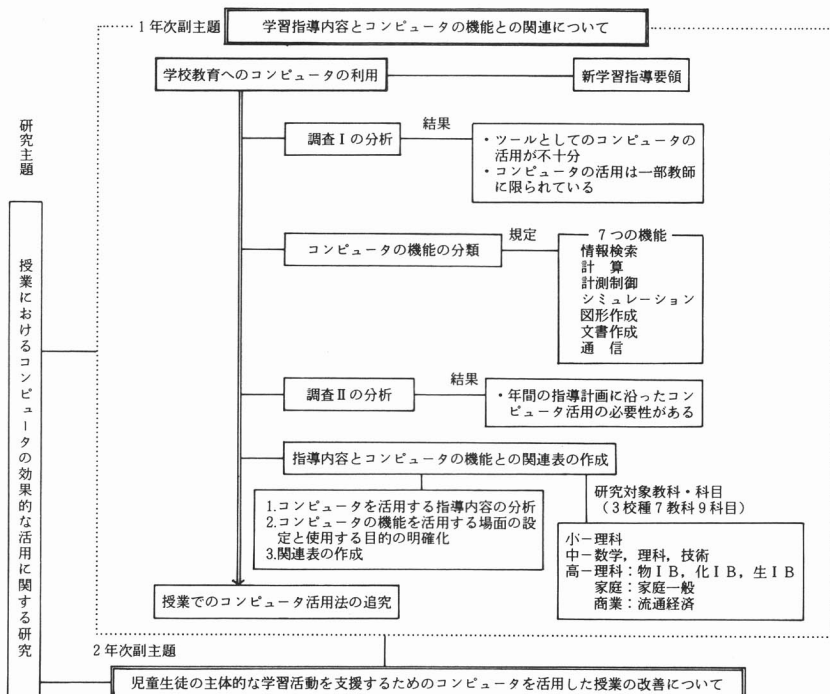 1年次副主題
学習指導内容とコンピュータの機能との関連について
学校教育へのコンピュータの利用
新学習指導要領
研究主題
授業におけるコンピュータの効果的な活用に関する研究
調査Ⅰの分析
結果
・ツールとしてのコンピュータの
活用が不十分
・コンピュータの活用は一部教師
に限られている
コンピュータの機能の分類
規定
7つの機能
情報検索
計　算
計測制御
シミュレーション
図形作成
文書作成
通　信
調査Ⅱの分析
結果
・年間の指導計画に沿ったコン
ピュータ活用の必要性がある
指導内容とコンピュータの機能との関連表の作成
1.コンピュータを活用する指導内容の分析
2.コンピュータの機能を活用する場面の設
定と使用する目的の明確化
3.関連表の作成
研究対象教科・科目
（3校種7教科9科目）
小－理科
中－数学，理科，技術
高－理科：物ⅠB，化ⅠB，生ⅠB
家庭：家庭一般
商業：流通経済
授業でのコンピュータ活用法の追究
2年次副主題
児童生徒の主体的な学習活動を支援するためのコンピュータを活用した授業の改善について